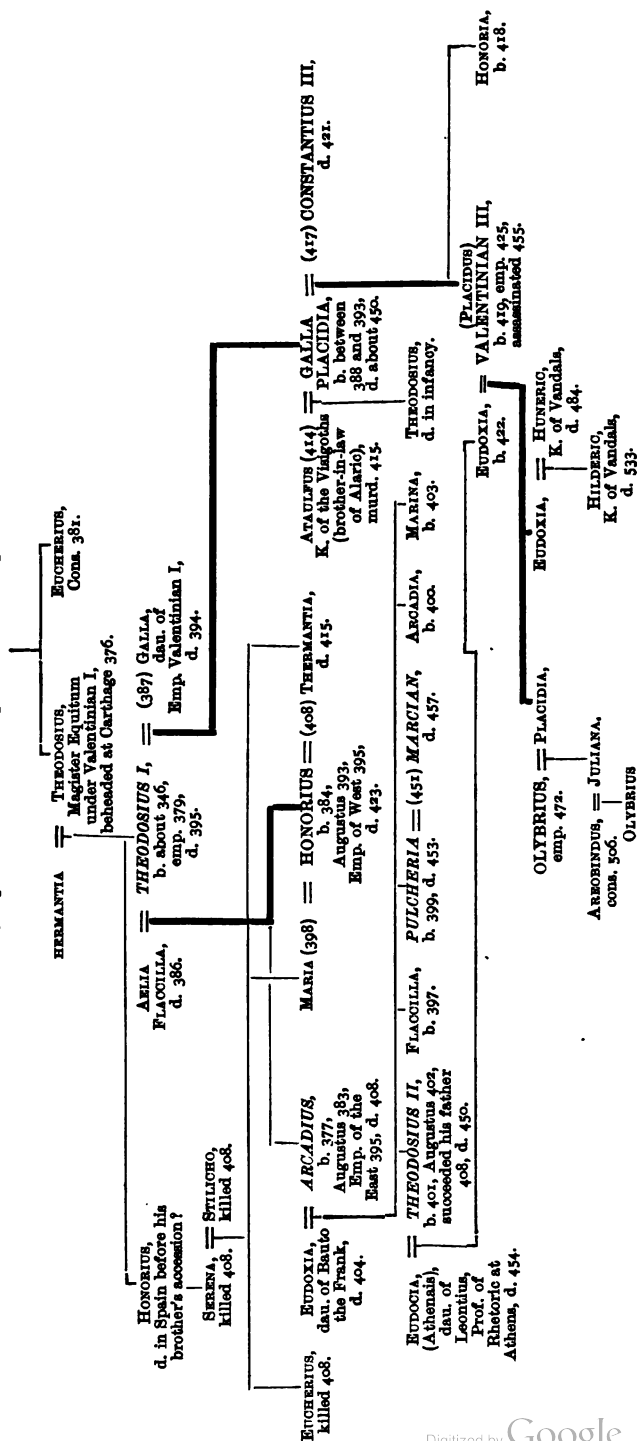 HERMANTIA = THEODOSIUS,
Magister Equitum
under Valentinian I,
beheaded at Carthage 376.
EUCHERIUS,
Cons. 381.
HONORIUS,
d. in Spain before his
brother's accession?
AELIA
FLACCILLA,
d. 386.
= THEODOSIUS I,
b. about 346,
emp. 379,
d. 395.
= (387) GALLA,
dau. of
Emp. Valentinian I,
d. 394.
SERENA, = STILICHO,
killed 408. killed 408.
EUCHERIUS,
killed 408.
EUDOXIA,
dau. of Bauto
the Frank,
d. 404.
= ARCADIUS,
b. 377,
Augustus 383,
Emp. of the
East 395, d. 408.
MARIA (398) = HONORIUS = (408) THERMANTIA,
b. 384,
Augustus 393,
Emp. of West 395,
d. 423.
d. 415.
ATAULFUS (414)
K. of the Visigoths
(brother-in-law
of Alaric),
murd. 415.
= GALLA
PLACIDIA,
b. between
388 and 393,
d. about 450.
= (417) CONSTANTIUS III,
d. 421.
EUDOCIA,
(Athenais),
dau. of
Leontius,
Prof. of
Rhetoric at
Athens, d. 454.
= THEODOSIUS II,
b. 401, Augustus 402,
succeeded his father
408, d. 450.
FLACCILLA,
b. 397.
PULCHERIA = (451) MARCIAN,
b. 399, d. 453. d. 457.
ARCADIA,
b. 400.
MARINA,
b. 403.
THEODOSIUS,
d. in infancy.
EUDOXIA,
b. 422.
(PLACIDUS)
= VALENTINIAN III,
b. 419, emp. 425,
assassinated 455.
HONORIA,
b. 418.
OLYBRIUS, = PLACIDIA,
emp. 472.
EUDOXIA, = HUNERIC,
K. of Vandals,
d. 484.
AREOBINDUS, = JULIANA,
cons. 506.
HILDERIC,
K. of Vandals,
d. 533.
OLYBRIUS
Digitized by Google